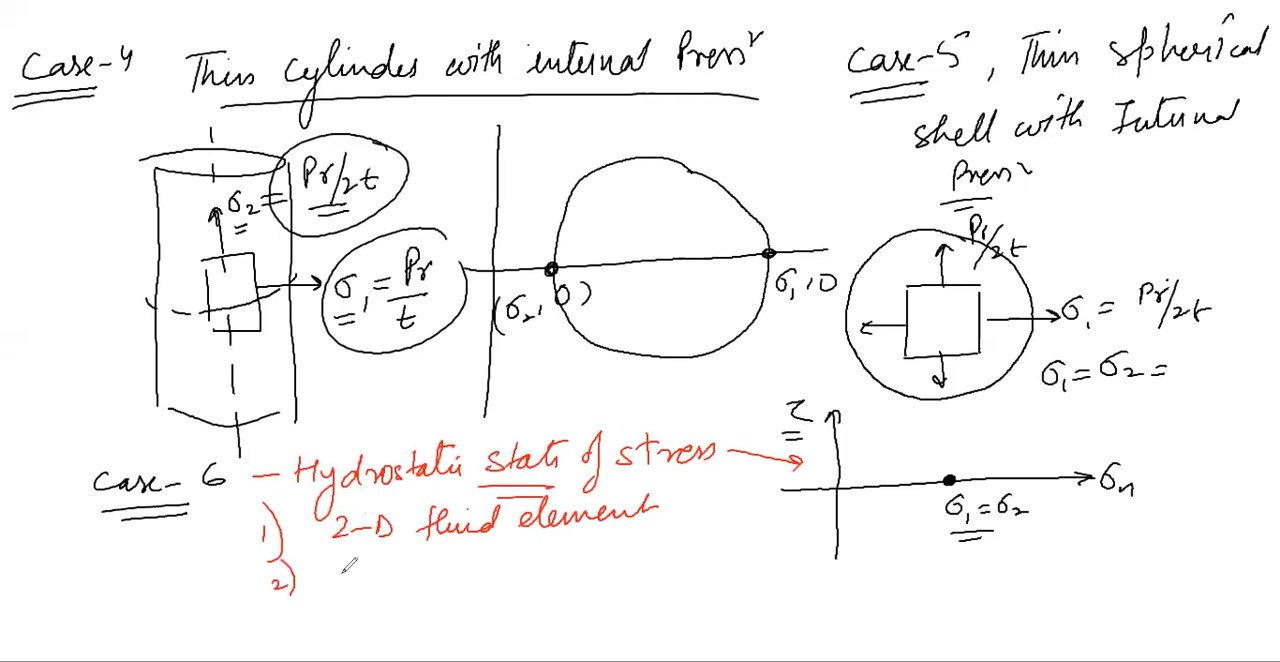 Case-4 Thin cylinder with internal Press^r
σ₂ = Pr/2t
σ₁ = Pr/t
(σ₂, 0)
σ₁, 0
Case-5, Thin spherical
shell with Internal
Press^r
Pr/2t
σ₁ = Pr/2t
σ₁ = σ₂ =
Case-6 - Hydrostatic state of stress
1) 2-D fluid element
2)
τ
σn
σ₁ = σ₂